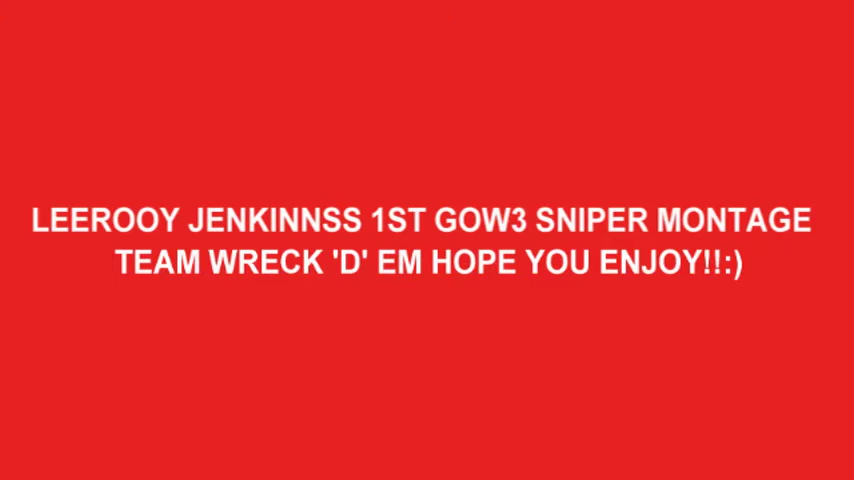 LEEROOY JENKINNSS 1ST GOW3 SNIPER MONTAGE
TEAM WRECK 'D' EM HOPE YOU ENJOY!!:)